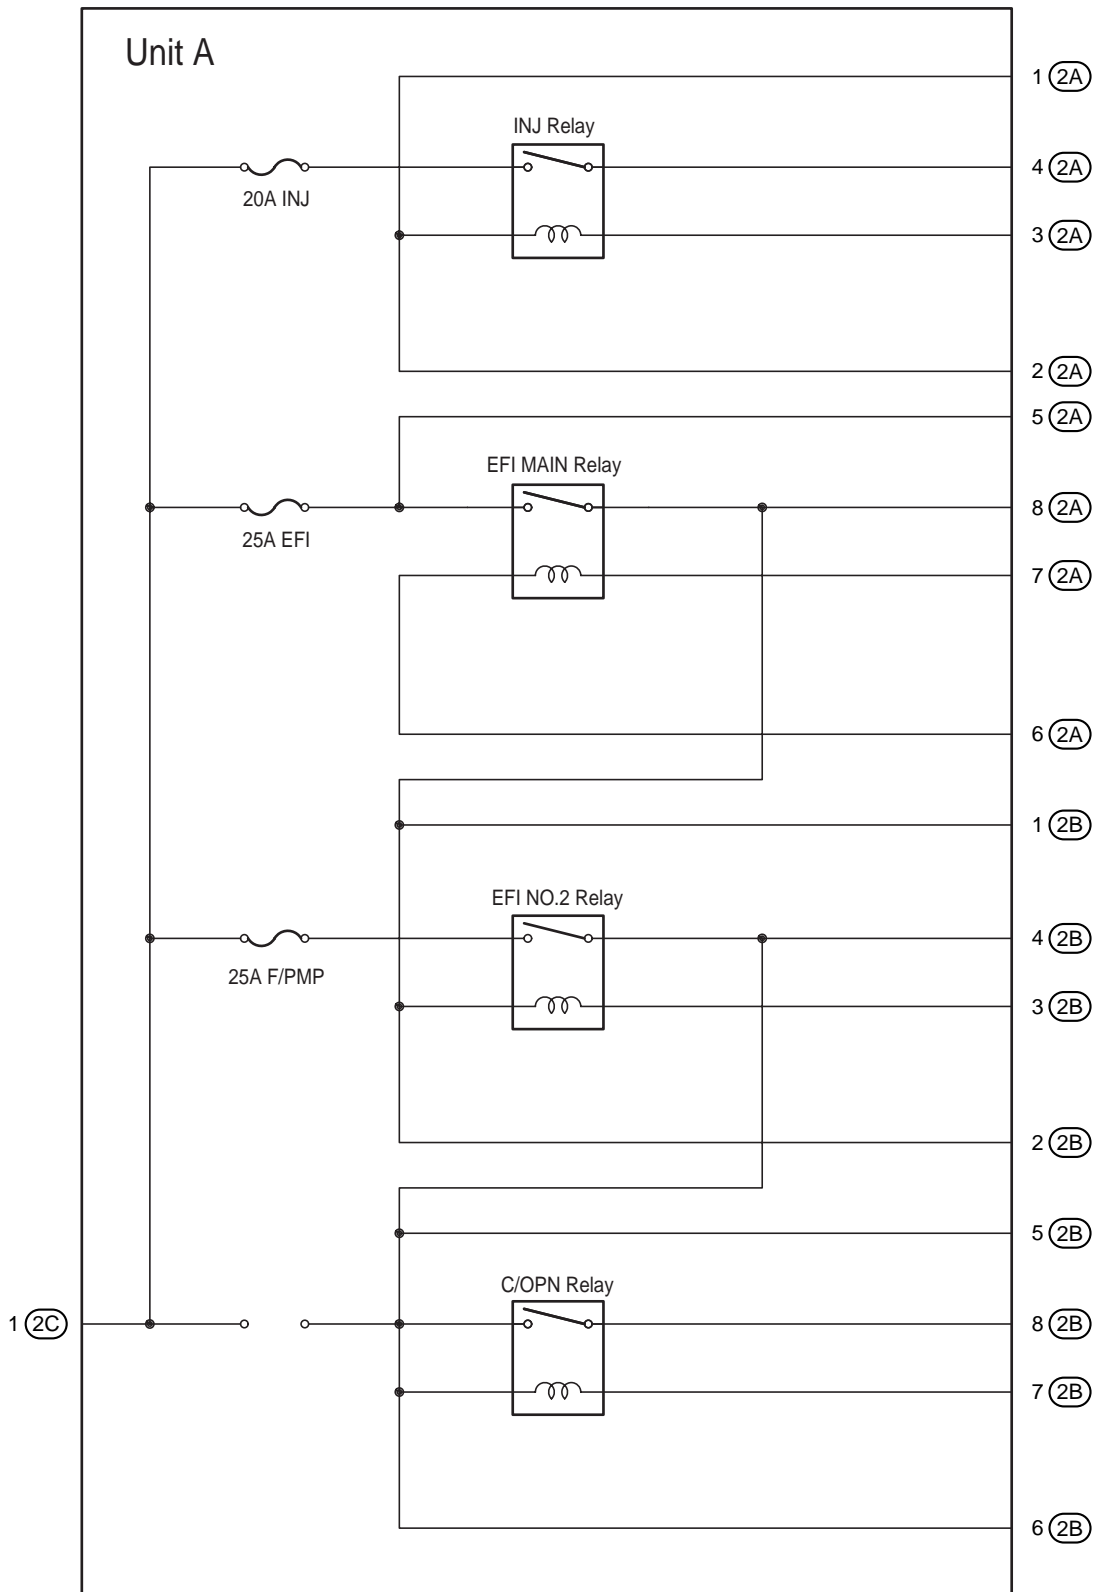 Unit A
1 2A
INJ Relay
4 2A
20A INJ
3 2A
2 2A
5 2A
EFI MAIN Relay
8 2A
25A EFI
7 2A
6 2A
1 2B
EFI NO.2 Relay
4 2B
25A F/PMP
3 2B
2 2B
5 2B
C/OPN Relay
1 2C
8 2B
7 2B
6 2B